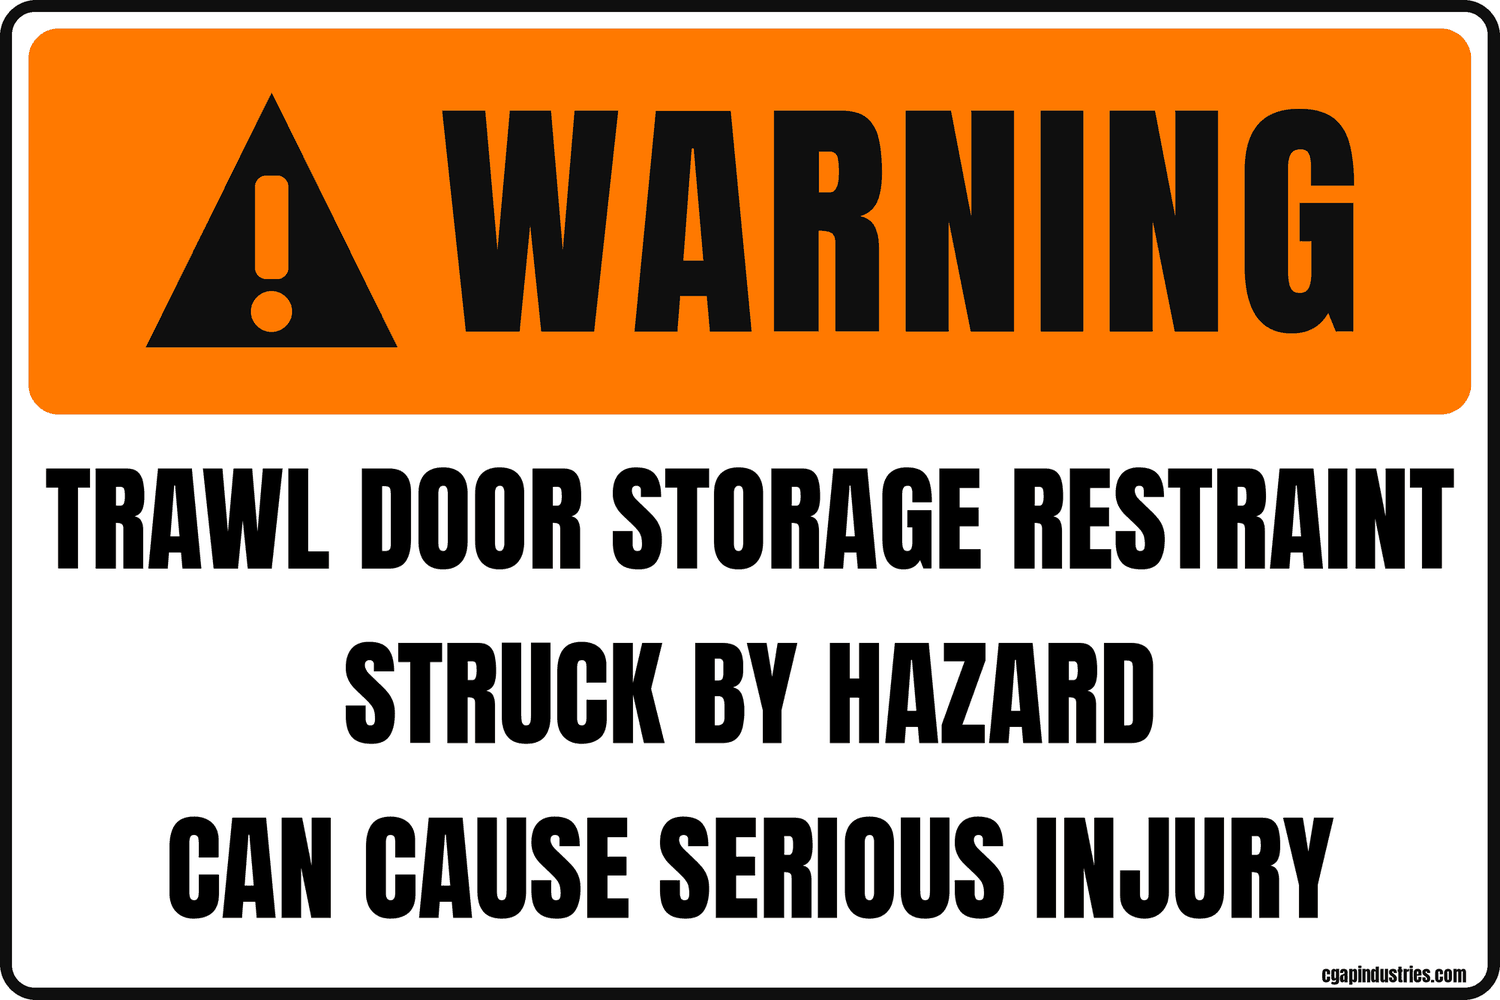 WARNING
TRAWL DOOR STORAGE RESTRAINT
STRUCK BY HAZARD
CAN CAUSE SERIOUS INJURY
cgapindustries.com